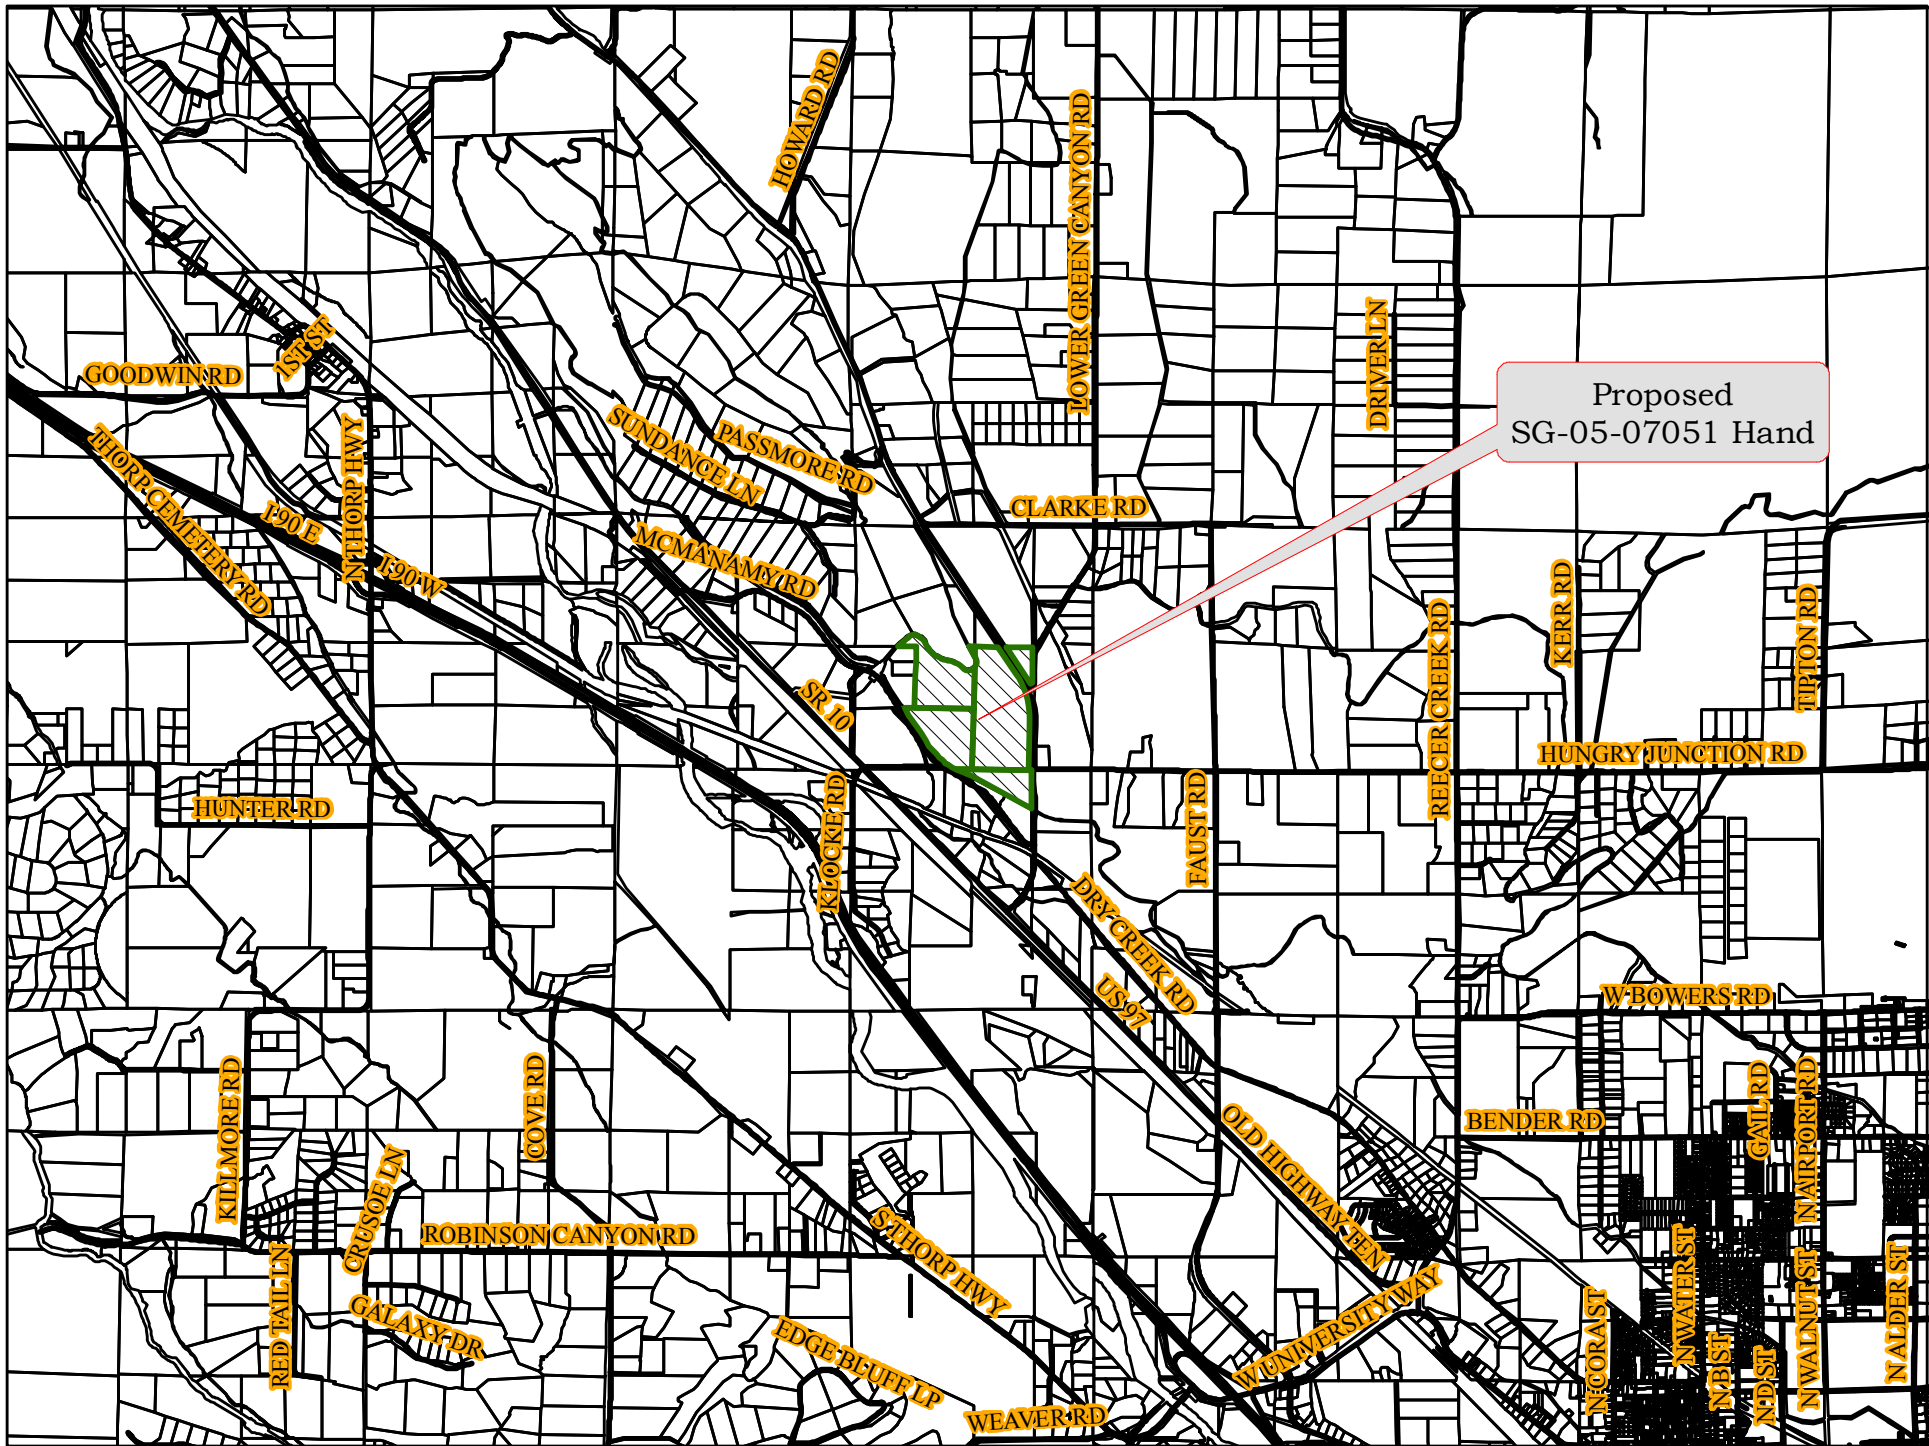 HOWARD RD
LOWER GREEN CANYON RD
DRIVER LN
1ST ST
GOODWIN RD
Proposed
SG-05-07051 Hand
SUNDANCE LN
PASSMORE RD
THORP CEMETERY RD
N THORP HWY
I-90 E
I-90 W
CLARKE RD
MCMANAMY RD
KERR RD
TIPTON RD
REECER CREEK RD
SR 10
HUNGRY JUNCTION RD
HUNTER RD
KLOCKE RD
FAUST RD
DRY CREEK RD
US 97
W BOWERS RD
KILLMORE RD
COVE RD
GAIL RD
N AIRPORT RD
BENDER RD
OLD HIGHWAY TEN
CRUSOE LN
ROBINSON CANYON RD
S THORP HWY
RED TAIL LN
GALAXY DR
EDGE BLUFF LP
W UNIVERSITY WAY
WEAVER RD
N CORA ST
N WATER ST
N B ST
N D ST
N WALNUT ST
N ALDER ST